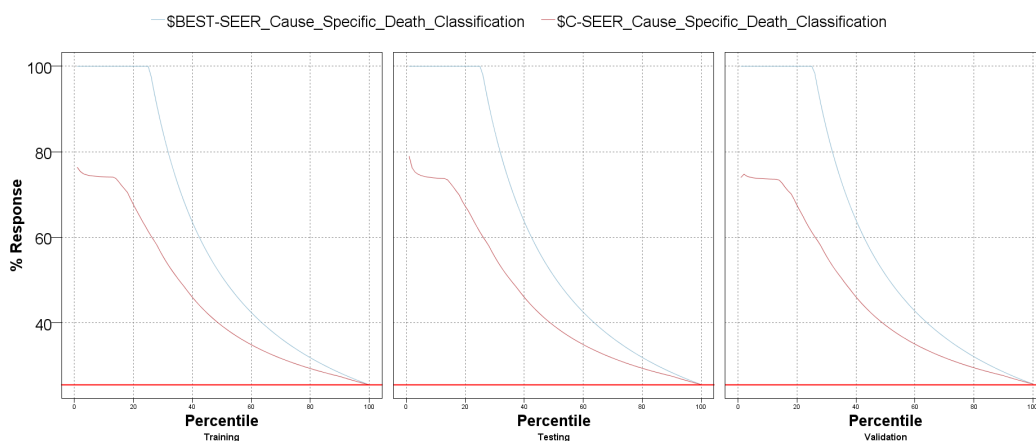 $BEST-SEER_Cause_Specific_Death_Classification $C-SEER_Cause_Specific_Death_Classification
% Response
100
80
60
40
0 20 40 60 80 100
0 20 40 60 80 100
0 20 40 60 80 100
Percentile Percentile Percentile
Training Testing Validation